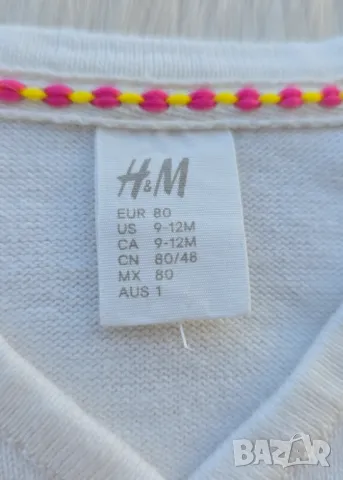 H&M
EUR 80
US 9-12M
CA 9-12M
CN 80/48
MX 80
AUS 1
BAZAR
bg